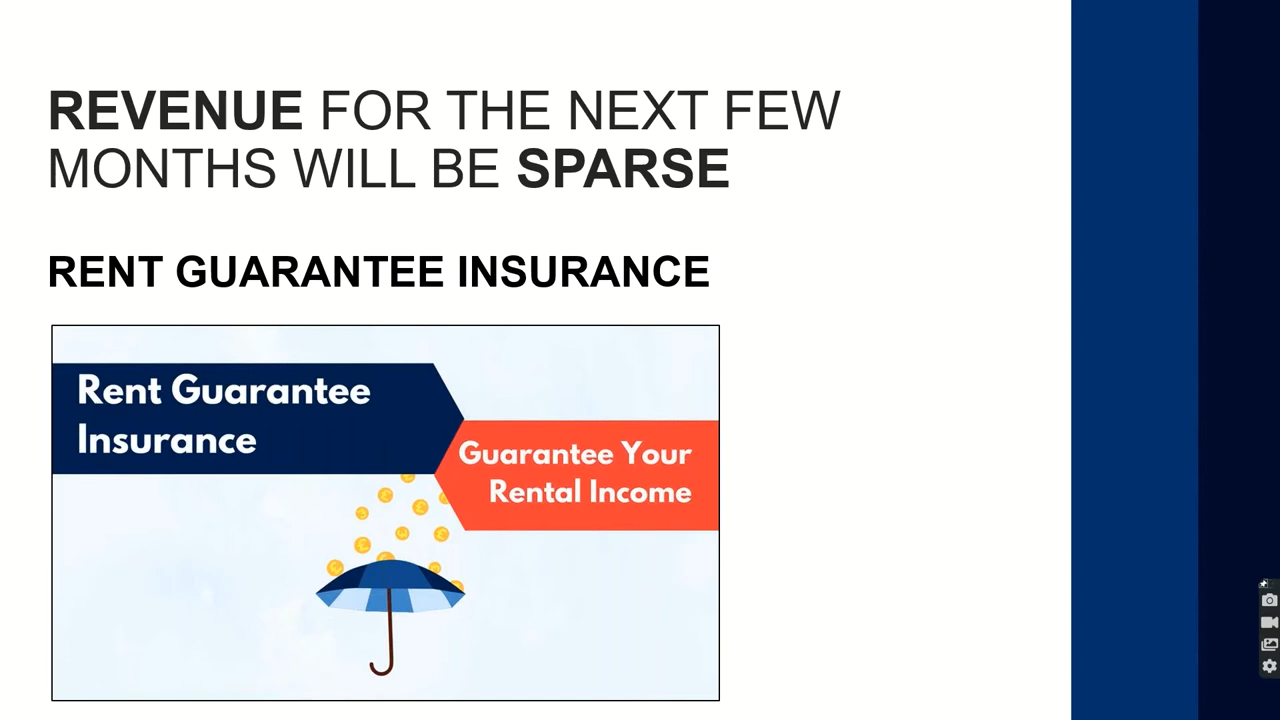 REVENUE FOR THE NEXT FEW
MONTHS WILL BE SPARSE
RENT GUARANTEE INSURANCE
Rent Guarantee
Insurance
Guarantee Your
Rental Income